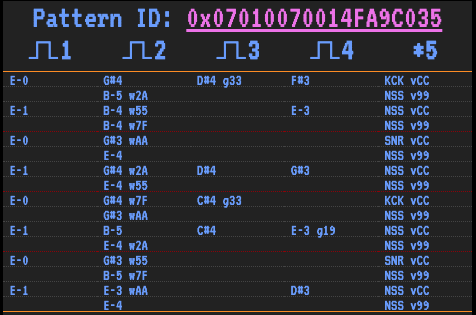 Pattern ID: 0x07010070014FA9C035
1 2 3 4 *5
E-0 G#4 D#4 g33 F#3 KCK vCC
B-5 w2A NSS v99
E-1 B-4 w55 E-3 NSS vCC
B-4 w7F NSS v99
E-0 G#3 wAA SNR vCC
E-4 NSS v99
E-1 G#4 w2A D#4 G#3 NSS vCC
E-4 w55 NSS v99
E-0 G#4 w7F C#4 g33 KCK vCC
G#3 wAA NSS v99
E-1 B-5 C#4 E-3 g19 NSS vCC
E-4 w2A NSS v99
E-0 G#3 w55 SNR vCC
B-5 w7F NSS v99
E-1 E-3 wAA D#3 NSS vCC
E-4 NSS v99